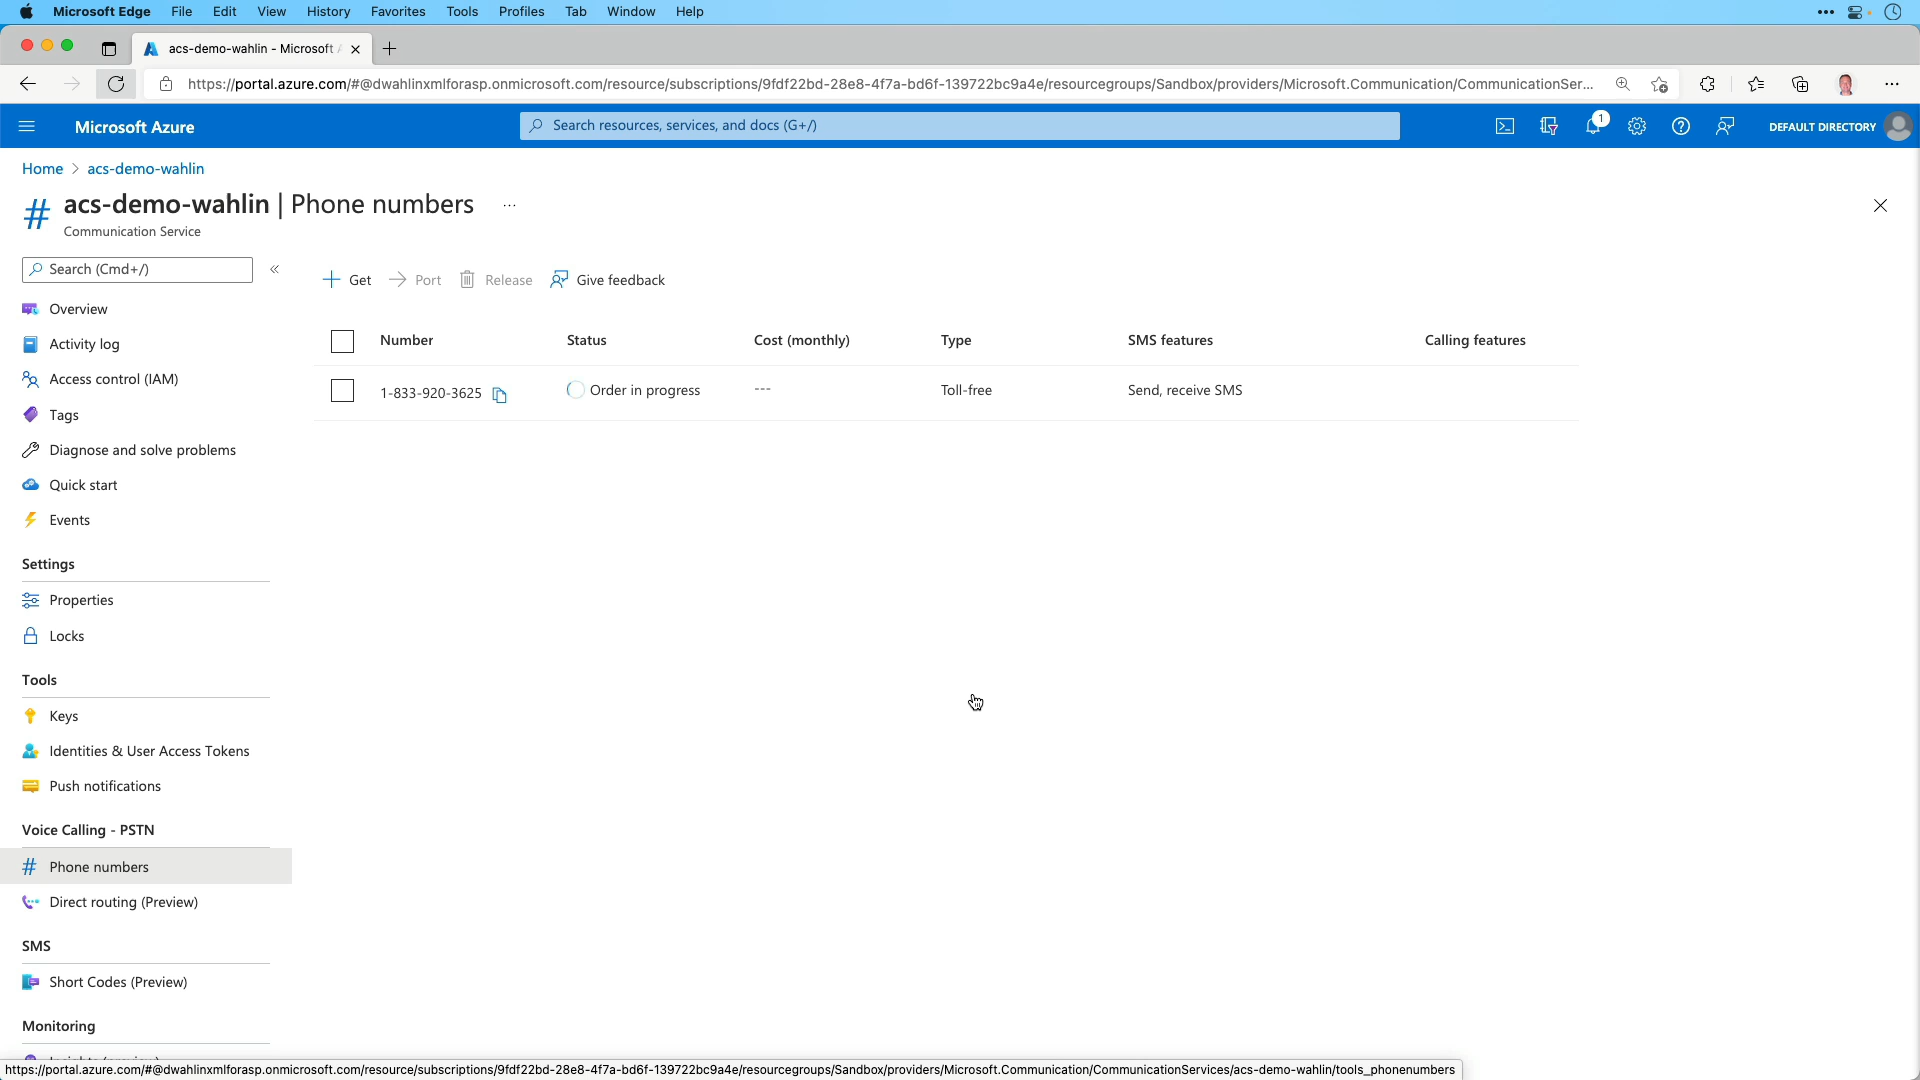 Microsoft Edge File Edit View History Favorites Tools Profiles Tab Window Help
acs-demo-wahlin - Microsoft A
https://portal.azure.com/#@dwahlinxmlforasp.onmicrosoft.com/resource/subscriptions/9fdf22bd-28e8-4f7a-bd6f-139722bc9a4e/resourcegroups/Sandbox/providers/Microsoft.Communication/CommunicationSer...
Microsoft Azure
Search resources, services, and docs (G+/)
1
DEFAULT DIRECTORY
Home > acs-demo-wahlin
acs-demo-wahlin | Phone numbers ...
Communication Service
Search (Cmd+/)
Get Port Release Give feedback
Number Status Cost (monthly) Type SMS features Calling features
1-833-920-3625 Order in progress --- Toll-free Send, receive SMS
Overview
Activity log
Access control (IAM)
Tags
Diagnose and solve problems
Quick start
Events
Settings
Properties
Locks
Tools
Keys
Identities & User Access Tokens
Push notifications
Voice Calling - PSTN
Phone numbers
Direct routing (Preview)
SMS
Short Codes (Preview)
Monitoring
https://portal.azure.com/#@dwahlinxmlforasp.onmicrosoft.com/resource/subscriptions/9fdf22bd-28e8-4f7a-bd6f-139722bc9a4e/resourcegroups/Sandbox/providers/Microsoft.Communication/CommunicationServices/acs-demo-wahlin/tools_phonenumbers